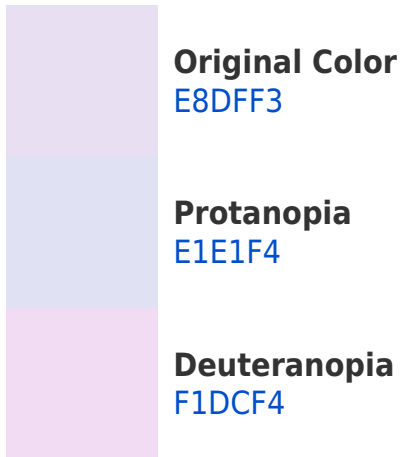 Original Color
E8DFF3
Protanopia
E1E1F4
Deuteranopia
F1DCF4